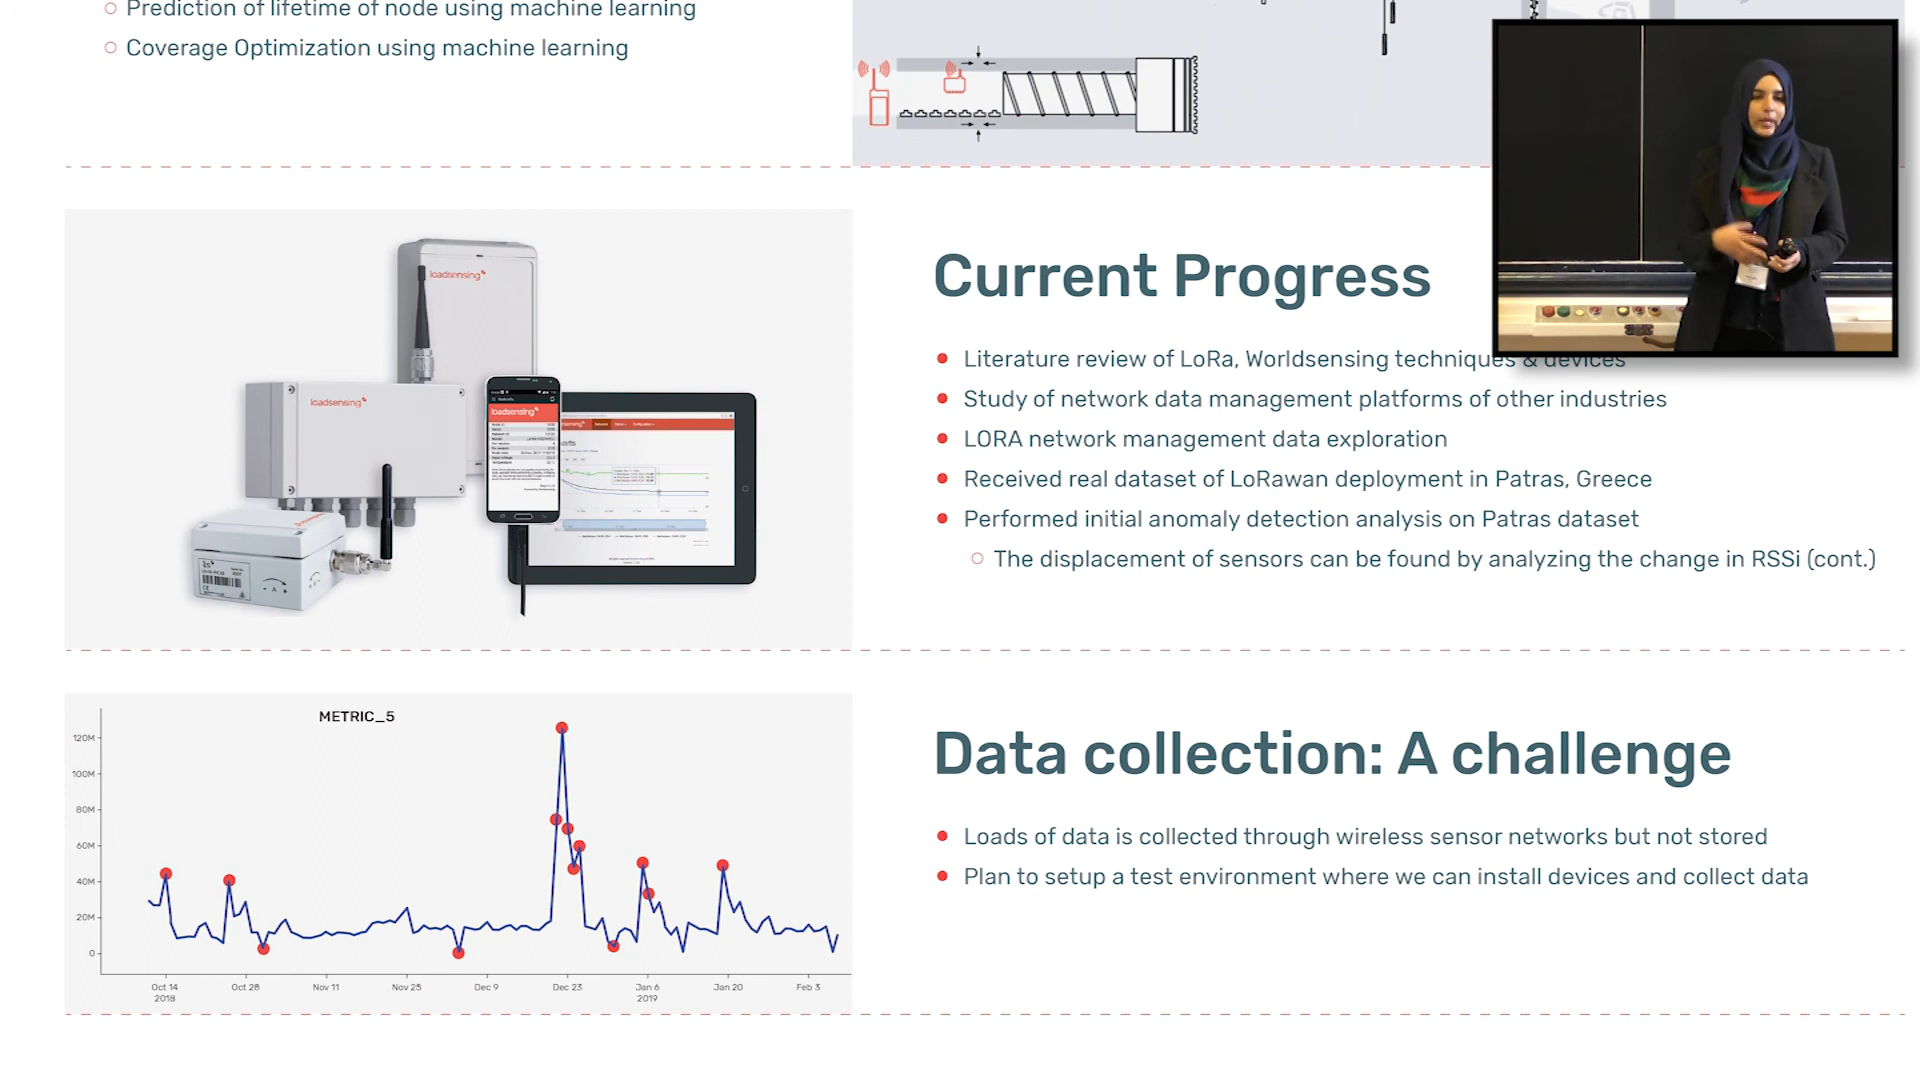 Prediction of lifetime of node using machine learning
Coverage Optimization using machine learning
Current Progress
Literature review of LoRa, Worldsensing techniques & devices
Study of network data management platforms of other industries
LORA network management data exploration
Received real dataset of LoRawan deployment in Patras, Greece
Performed initial anomaly detection analysis on Patras dataset
The displacement of sensors can be found by analyzing the change in RSSi (cont.)
loadsensing
loadsensing
loadsensing
METRIC_5
120M
100M
80M
60M
40M
20M
0
Oct 14 Oct 28 Nov 11 Nov 25 Dec 9 Dec 23 Jan 6 Jan 20 Feb 3
2018 2019
Data collection: A challenge
Loads of data is collected through wireless sensor networks but not stored
Plan to setup a test environment where we can install devices and collect data